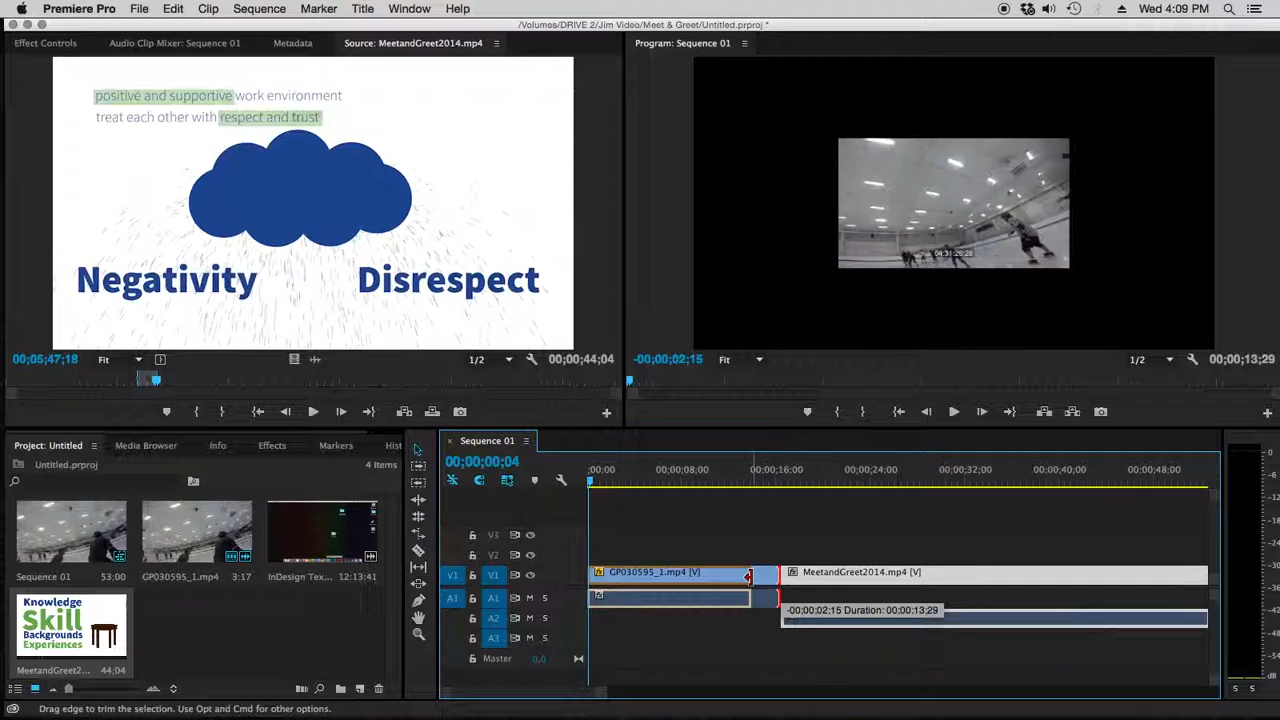 Premiere Pro File Edit Clip Sequence Marker Title Window Help Wed 4:09 PM
/Volumes/DRIVE 2/Jim Video/Meet & Greet/Untitled.prproj *
Effect Controls Audio Clip Mixer: Sequence 01 Metadata Source: MeetandGreet2014.mp4 Program: Sequence 01
positive and supportive work environment
treat each other with respect and trust
Negativity Disrespect
04:31:26:28
00;05;47;18 Fit 1/2 00;00;44;04 -00;00;02;15 Fit 1/2 00;00;13;29
Project: Untitled Media Browser Info Effects Markers Hist
Untitled.prproj 4 Items
Sequence 01 53;00 GP030595_1.mp4 3:17 InDesign Tex... 12:13:41
Knowledge
Skill
Backgrounds
Experiences
MeetandGreet2... 44;04
Sequence 01
00;00;00;04
;00;00 00;00;08;00 00;00;16;00 00;00;24;00 00;00;32;00 00;00;40;00 00;00;48;00
V3
V2
V1 V1 GP030595_1.mp4 [V] MeetandGreet2014.mp4 [V]
A1 A1 M S
-00;00;02;15 Duration: 00;00;13;29
A2 M S
A3 M S
Master 0.0
0
S S
Drag edge to trim the selection. Use Opt and Cmd for other options.